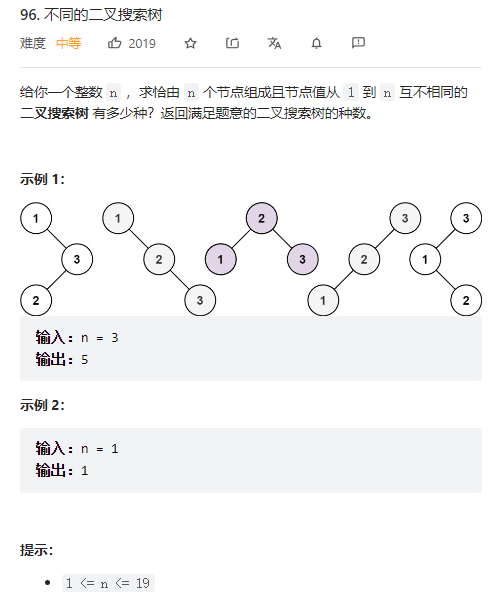 96. 不同的二叉搜索树
难度 中等 2019
给你一个整数 n ，求恰由 n 个节点组成且节点值从 1 到 n 互不相同的
二叉搜索树 有多少种？返回满足题意的二叉搜索树的种数。
示例 1：
1 1 2 3 3
3 2 1 3 2 1
2 3 1 2
输入：n = 3
输出：5
示例 2：
输入：n = 1
输出：1
提示：
• 1 <= n <= 19